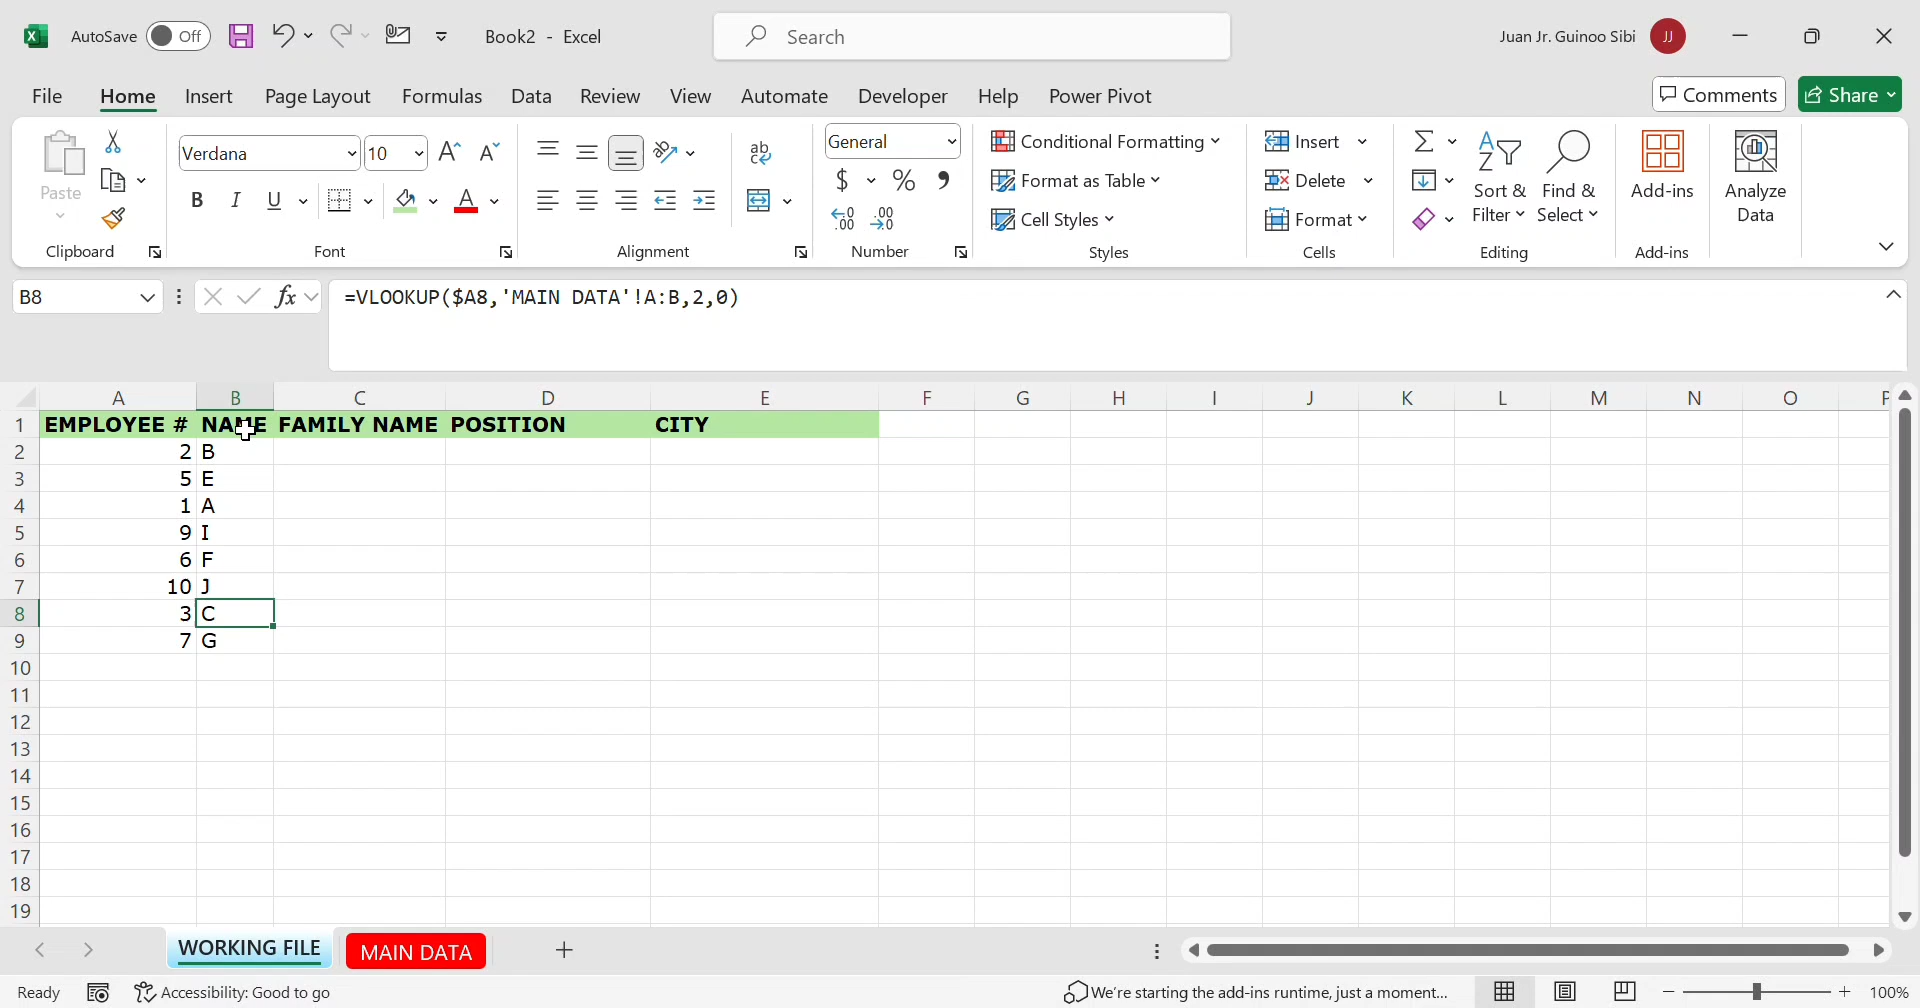 AutoSave Off Book2 - Excel Search Juan Jr. Guinoo Sibi JJ
File Home Insert Page Layout Formulas Data Review View Automate Developer Help Power Pivot Comments Share
Verdana 10 General Conditional Formatting Insert
Paste Format as Table Delete Sort & Filter Find & Select Add-ins Analyze Data
B I U Cell Styles Format
Clipboard Font Alignment Number Styles Cells Editing Add-ins
B8 fx =VLOOKUP($A8,'MAIN DATA'!A:B,2,0)
A B C D E F G H I J K L M N O P
1 EMPLOYEE # NAME FAMILY NAME POSITION CITY
2 2 B
3 5 E
4 1 A
5 9 I
6 6 F
7 10 J
8 3 C
9 7 G
10
11
12
13
14
15
16
17
18
19
WORKING FILE MAIN DATA
Ready Accessibility: Good to go We're starting the add-ins runtime, just a moment... 100%